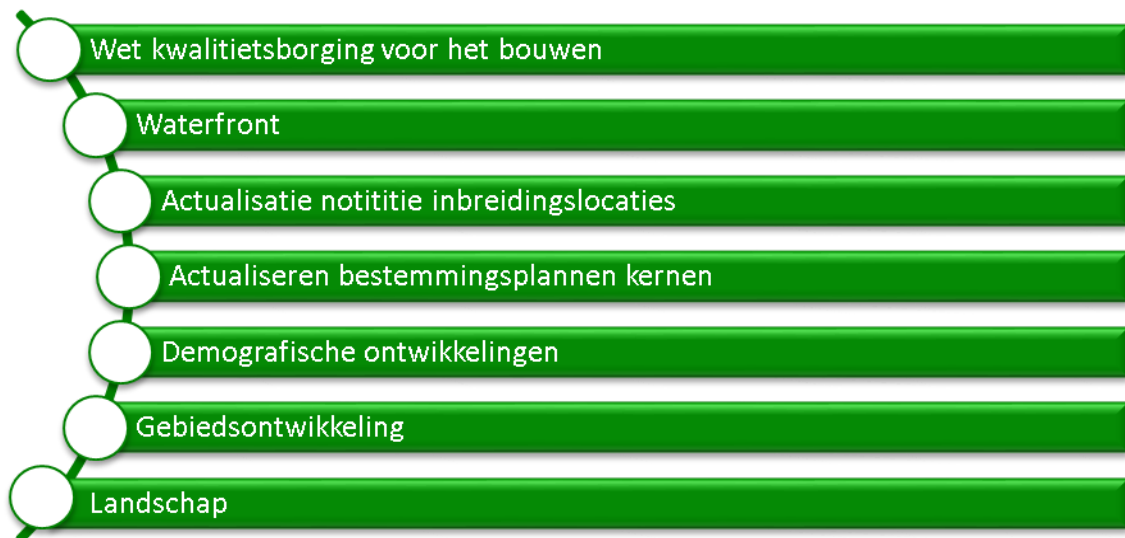 Wet kwalitietsborging voor het bouwen
Waterfront
Actualisatie notititie inbreidingslocaties
Actualiseren bestemmingsplannen kernen
Demografische ontwikkelingen
Gebiedsontwikkeling
Landschap